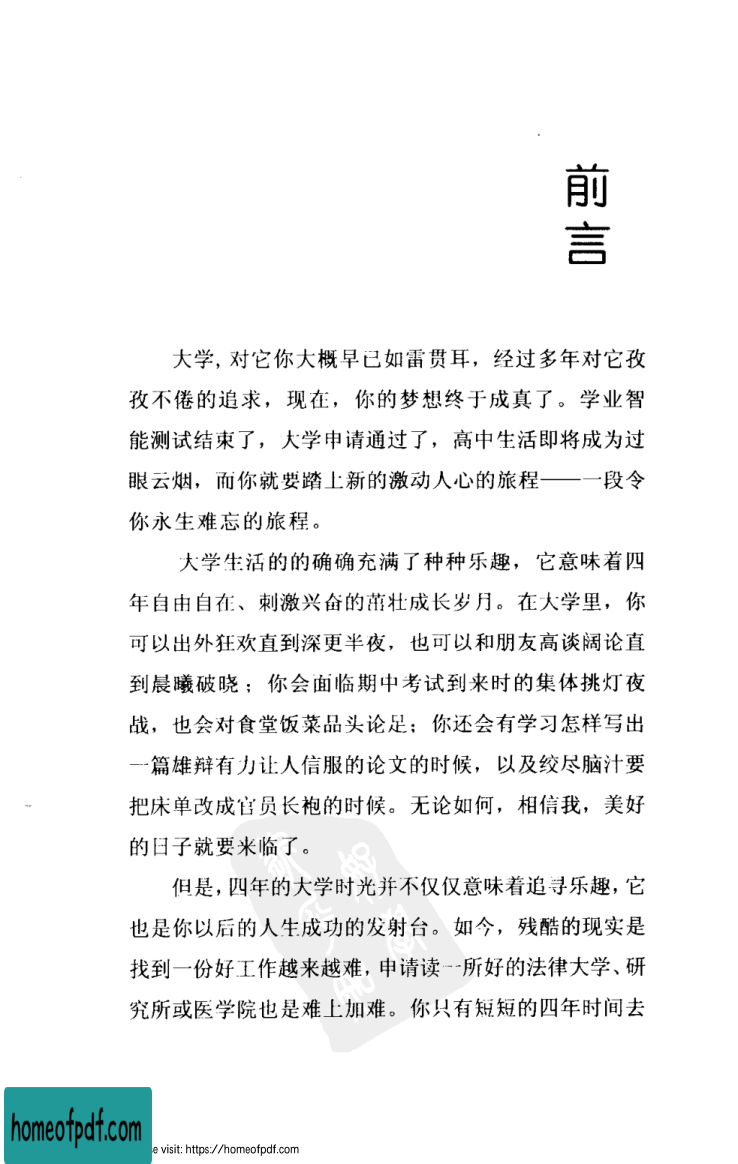 前言
大学，对它你大概早已如雷贯耳，经过多年对它孜
孜不倦的追求，现在，你的梦想终于成真了。学业智
能测试结束了，大学申请通过了，高中生活即将成为过
眼云烟，而你就要踏上新的激动人心的旅程——一段令
你永生难忘的旅程。
大学生活的的确确充满了种种乐趣，它意味着四
年自由自在、刺激兴奋的茁壮成长岁月。在大学里，你
可以出外狂欢直到深更半夜，也可以和朋友高谈阔论直
到晨曦破晓；你会面临期中考试到来时的集体挑灯夜
战，也会对食堂饭菜品头论足；你还会有学习怎样写出
一篇雄辩有力让人信服的论文的时候，以及绞尽脑汁要
把床单改成官员长袍的时候。无论如何，相信我，美好
的日子就要来临了。
但是，四年的大学时光并不仅仅意味着追寻乐趣，它
也是你以后的人生成功的发射台。如今，残酷的现实是
找到一份好工作越来越难，申请读一所好的法律大学、研
究所或医学院也是难上加难。你只有短短的四年时间去
homeofpdf.com
e visit: https://homeofpdf.com